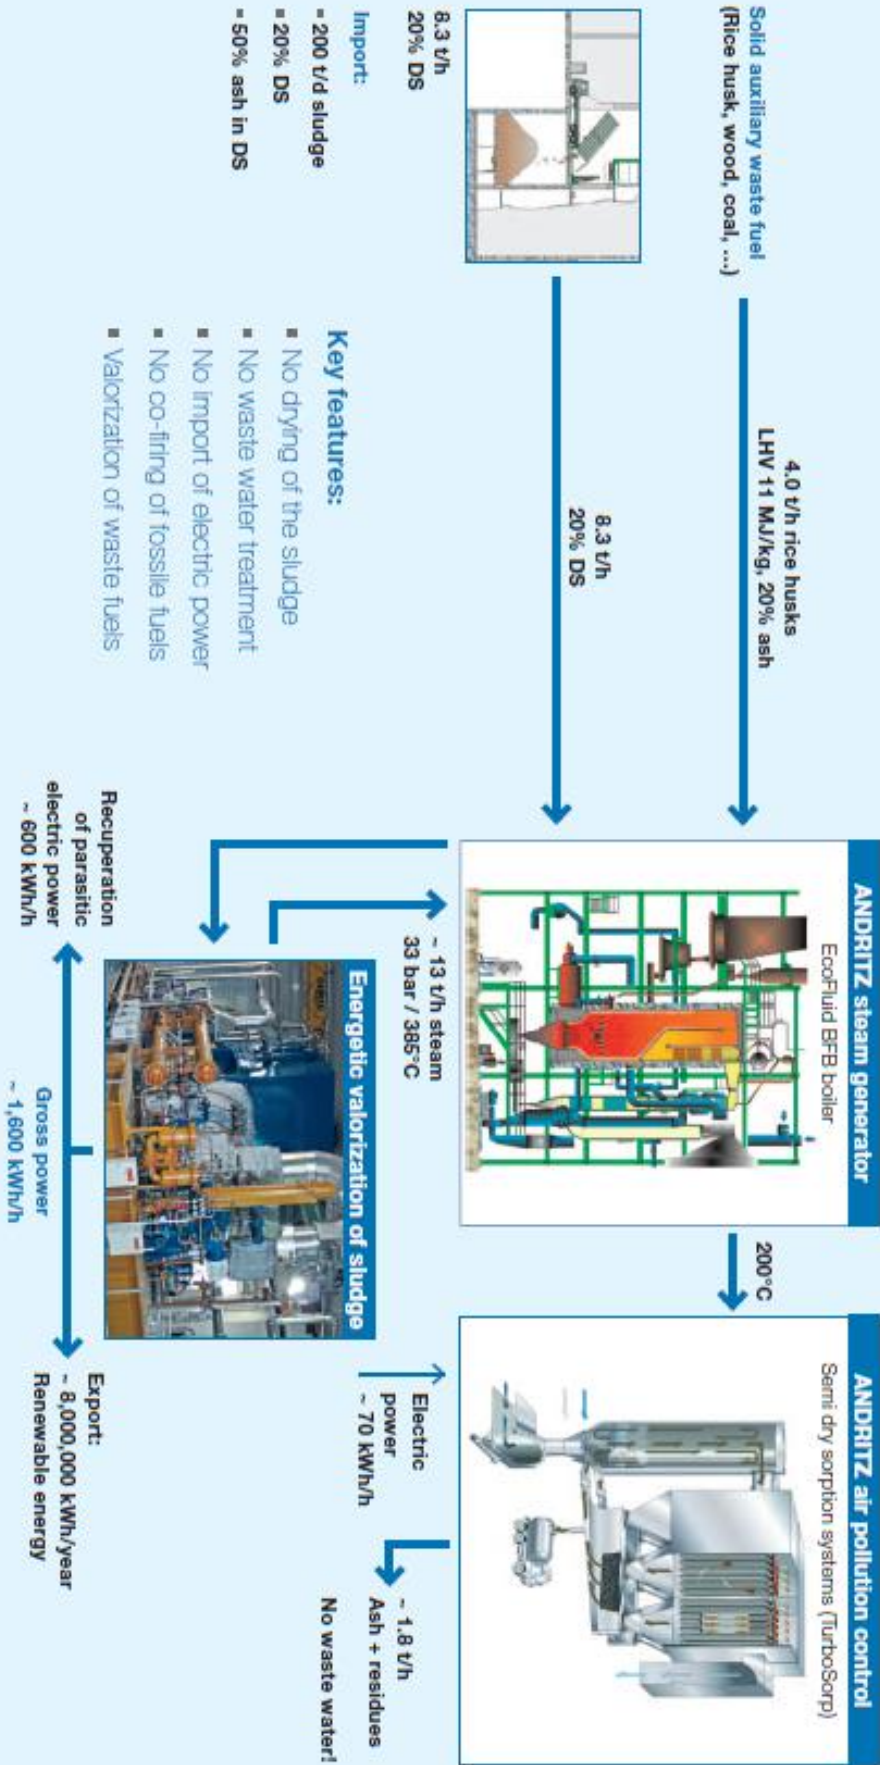 Solid auxiliary waste fuel
(Rice husk, wood, coal, ...)
4.0 t/h rice husks
LHV 11 MJ/kg, 20% ash
8.3 t/h
20% DS
8.3 t/h
20% DS
Import:
▪ 200 t/d sludge
▪ 20% DS
▪ 50% ash in DS
Key features:
▪ No drying of the sludge
▪ No waste water treatment
▪ No import of electric power
▪ No co-firing of fossile fuels
▪ Valorization of waste fuels
ANDRITZ steam generator
EcoFluid BFB boiler
200°C
ANDRITZ air pollution control
Semi dry sorption systems (TurboSorp)
~ 13 t/h steam
33 bar / 385°C
Energetic valorization of sludge
Electric
power
~ 70 kWh/h
~ 1.8 t/h
Ash + residues
No waste water!
Recuperation
of parasitic
electric power
~ 600 kWh/h
Gross power
~ 1,600 kWh/h
Export:
~ 8,000,000 kWh/year
Renewable energy